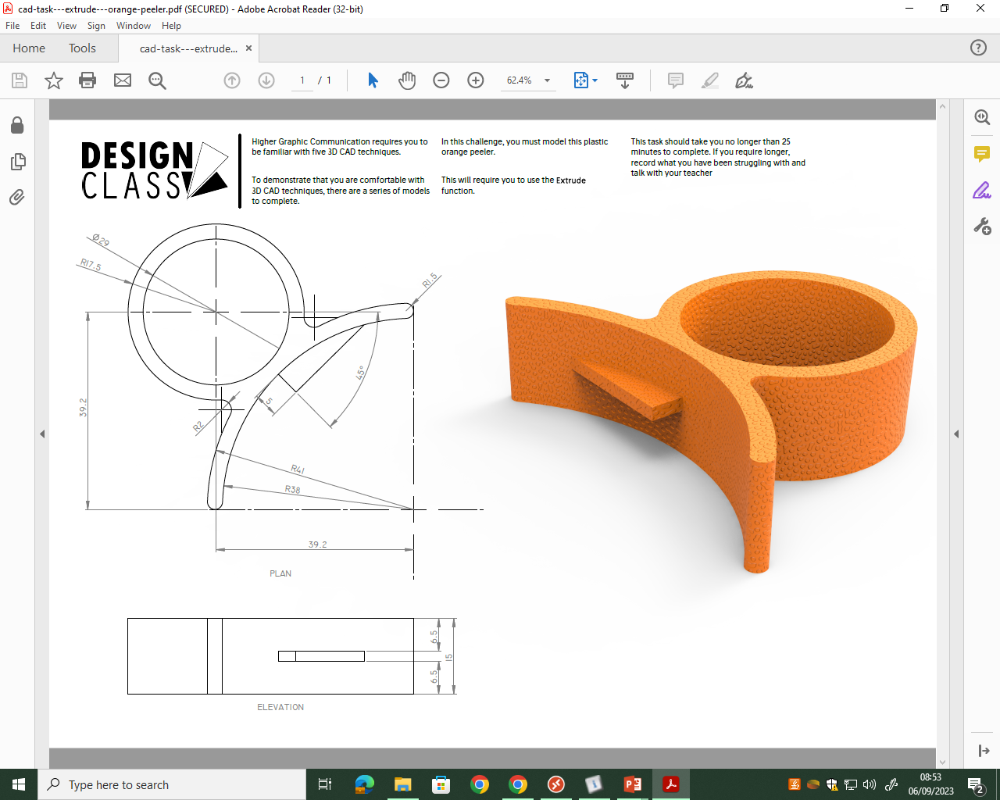 cad-task---extrude---orange-peeler.pdf (SECURED) - Adobe Acrobat Reader (32-bit)
File Edit View Sign Window Help
Home Tools cad-task---extrude... ×
1 / 1 62.4%
DESIGN
CLASS
Higher Graphic Communication requires you to
be familiar with five 3D CAD techniques.
To demonstrate that you are comfortable with
3D CAD techniques, there are a series of models
to complete.
In this challenge, you must model this plastic
orange peeler.
This will require you to use the Extrude
function.
This task should take you no longer than 25
minutes to complete. If you require longer,
record what you have been struggling with and
talk with your teacher
Ø29
R17.5
R1.5
45°
39.2
5
R2
R41
R38
39.2
PLAN
6.5
15
6.5
ELEVATION
Type here to search
08:53
06/09/2023
2